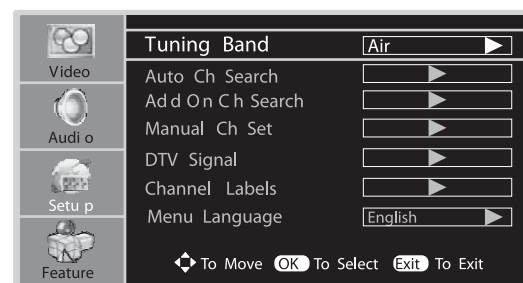 Video
Audi o
Setu p
Feature
Tuning Band Air
Auto Ch Search
Ad d O n C h Search
Manual Ch Set
DTV Signal
Channel Labels
Menu Language English
To Move OK To Select Exit To Exit